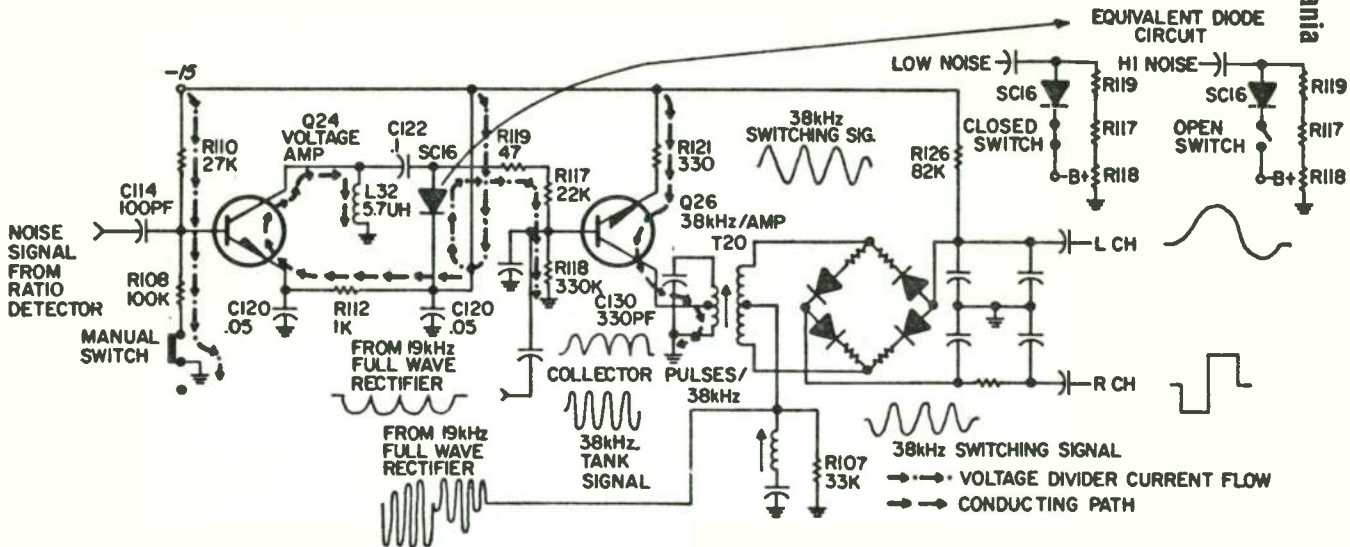 ania
EQUIVALENT DIODE
CIRCUIT
LOW NOISE
SC16
CLOSED
SWITCH
B+
R119
R117
R118
HI NOISE
SC16
OPEN
SWITCH
B+
R119
R117
R118
-15
R110
27K
Q24
VOLTAGE
AMP
C122
.1
SC16
R119
47
R117
22K
R121
330
38kHz
SWITCHING SIG.
R126
82K
C114
100PF
L32
5.7UH
Q26
38kHz/AMP
T20
L CH
NOISE
SIGNAL
FROM
RATIO
DETECTOR
R108
100K
C120
.05
R112
1K
C120
.05
R118
330K
C130
330PF
MANUAL
SWITCH
FROM 19kHz
FULL WAVE
RECTIFIER
COLLECTOR PULSES/
38kHz
R CH
FROM 19kHz
FULL WAVE
RECTIFIER
38kHz
TANK
SIGNAL
R107
33K
38kHz SWITCHING SIGNAL
VOLTAGE DIVIDER CURRENT FLOW
CONDUCTING PATH